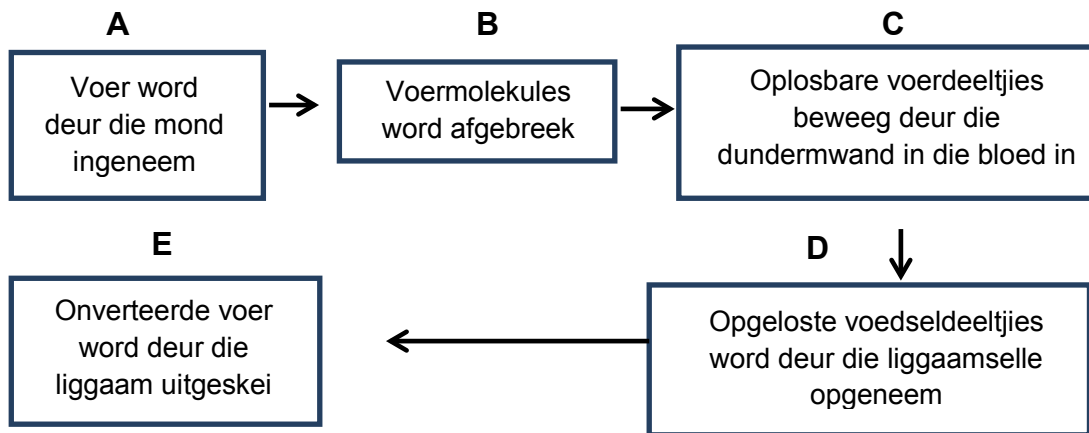 A
Voer word
deur die mond
ingeneem
B
Voermolekules
word afgebreek
C
Oplosbare voerdeeltjies
beweeg deur die
dundermwand in die bloed in
D
Opgeloste voedseldeeltjies
word deur die liggaamselle
opgeneem
E
Onverteerde voer
word deur die
liggaam uitgeskei